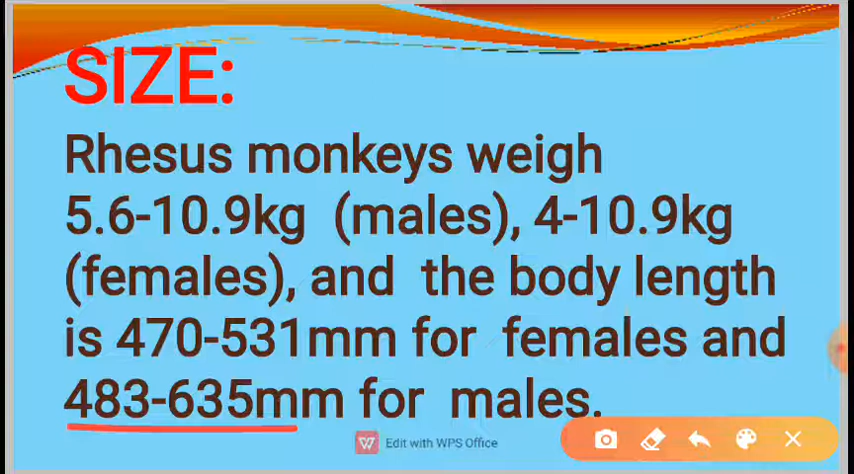 SIZE:
Rhesus monkeys weigh
5.6-10.9kg (males), 4-10.9kg
(females), and the body length
is 470-531mm for females and
483-635mm for males.
W Edit with WPS Office